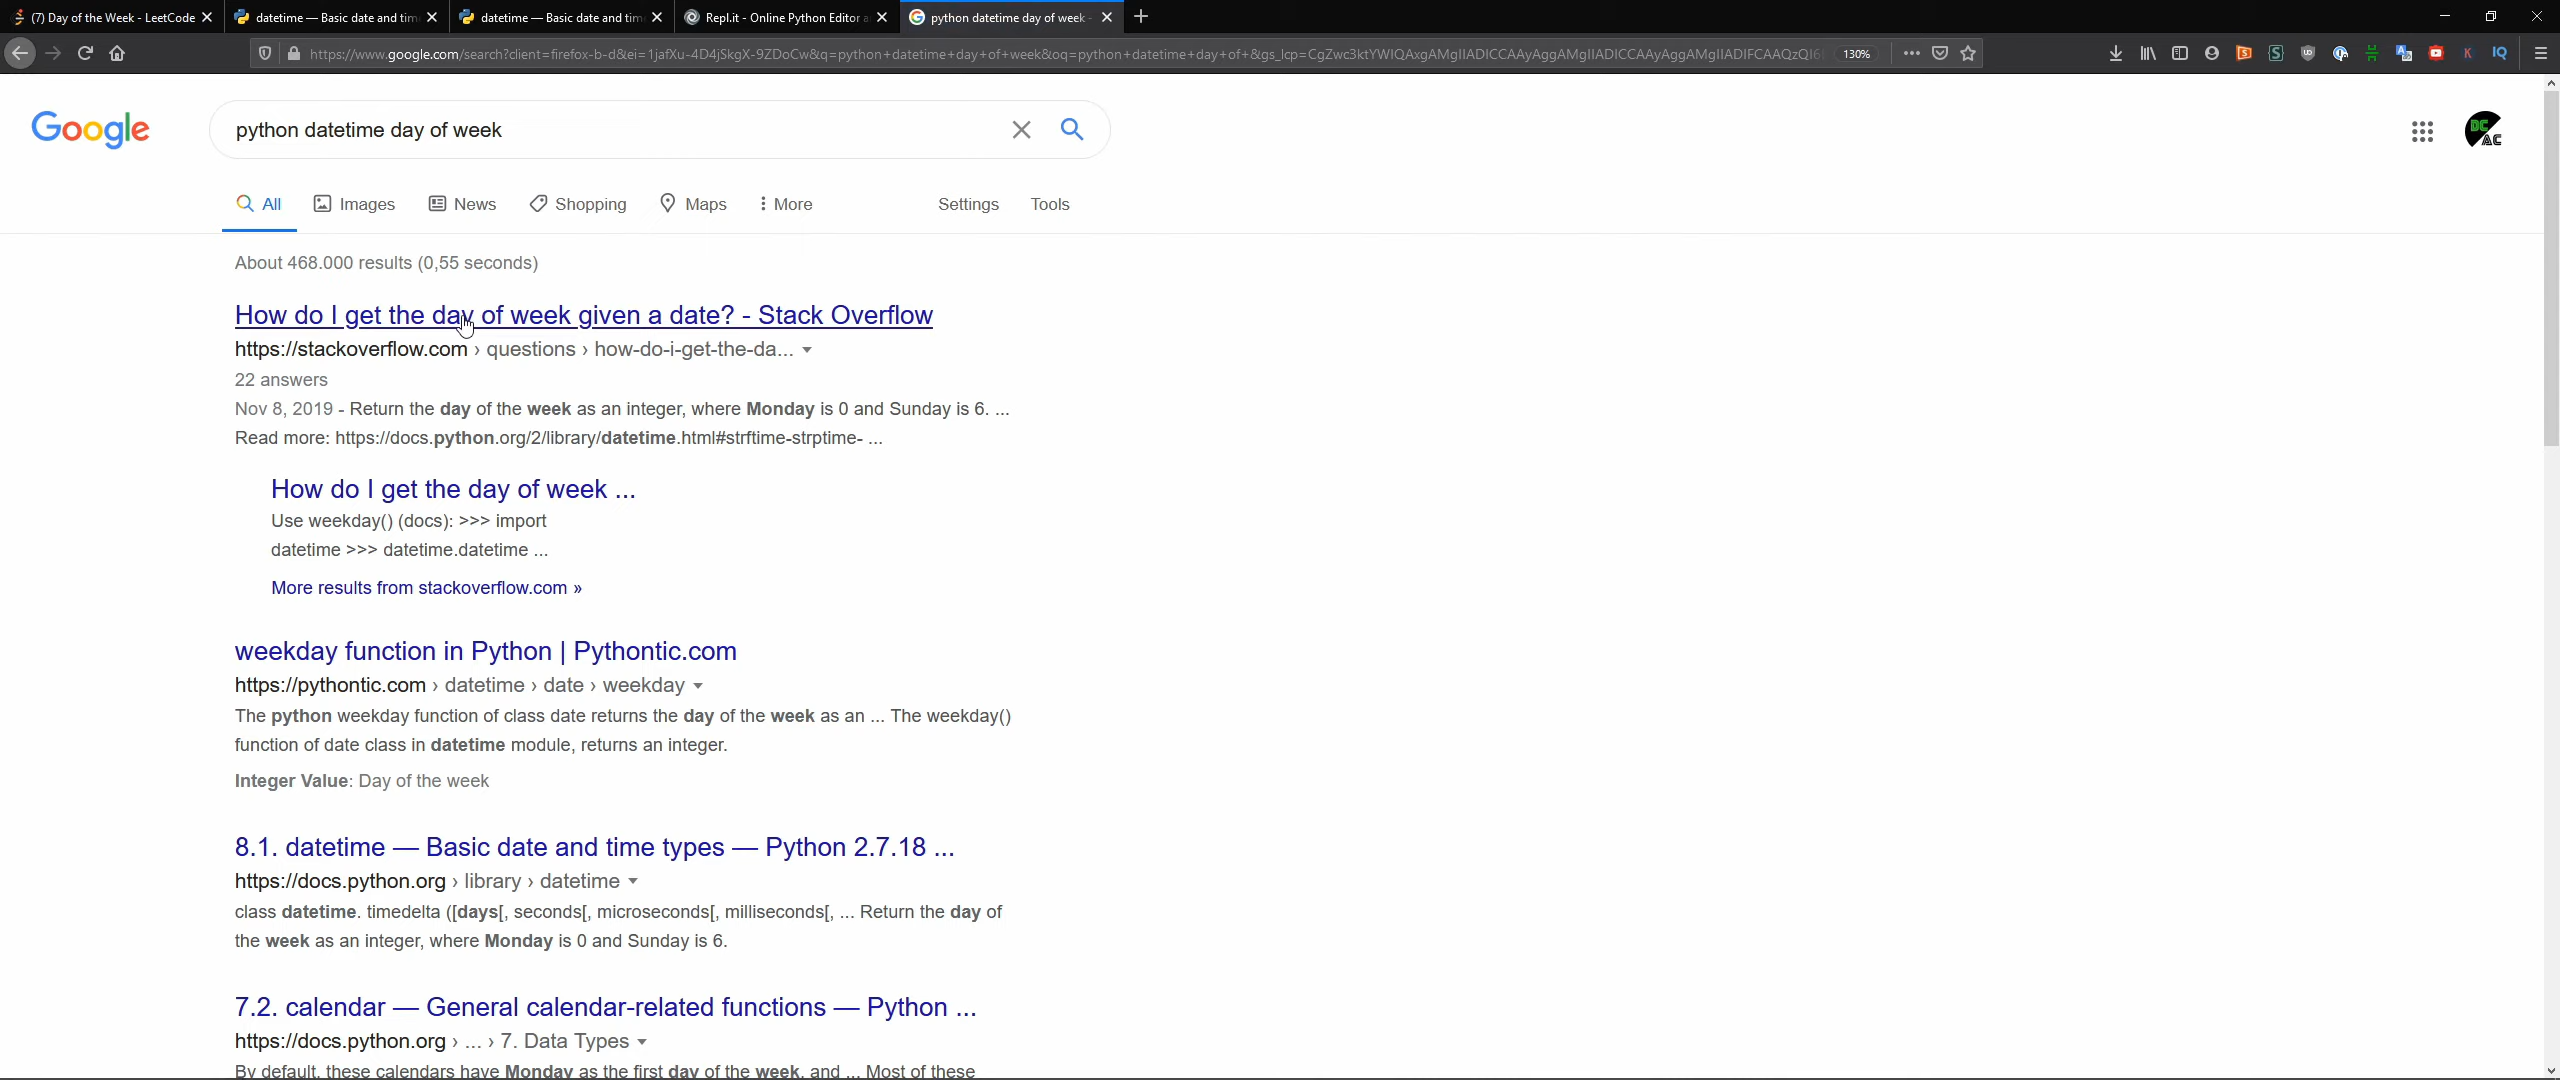 (7) Day of the Week - LeetCode
datetime — Basic date and tim
datetime — Basic date and tim
Repl.it - Online Python Editor a
python datetime day of week -
https://www.google.com/search?client=firefox-b-d&ei=1jafXu-4D4jSkgX-9ZDoCw&q=python+datetime+day+of+week&oq=python+datetime+day+of+&gs_lcp=
130%
Google
python datetime day of week
DC
AC
All
Images
News
Shopping
Maps
More
Settings
Tools
About 468.000 results (0,55 seconds)
How do I get the day of week given a date? - Stack Overflow
https://stackoverflow.com › questions › how-do-i-get-the-da...
22 answers
Nov 8, 2019 - Return the day of the week as an integer, where Monday is 0 and Sunday is 6. ...
Read more: https://docs.python.org/2/library/datetime.html#strftime-strptime- ...
How do I get the day of week ...
Use weekday() (docs): >>> import
datetime >>> datetime.datetime ...
More results from stackoverflow.com »
weekday function in Python | Pythontic.com
https://pythontic.com › datetime › date › weekday
The python weekday function of class date returns the day of the week as an ... The weekday()
function of date class in datetime module, returns an integer.
Integer Value: Day of the week
8.1. datetime — Basic date and time types — Python 2.7.18 ...
https://docs.python.org › library › datetime
class datetime. timedelta ([days[, seconds[, microseconds[, milliseconds[, ... Return the day of
the week as an integer, where Monday is 0 and Sunday is 6.
7.2. calendar — General calendar-related functions — Python ...
https://docs.python.org › ... › 7. Data Types
By default, these calendars have Monday as the first day of the week, and ... Most of these